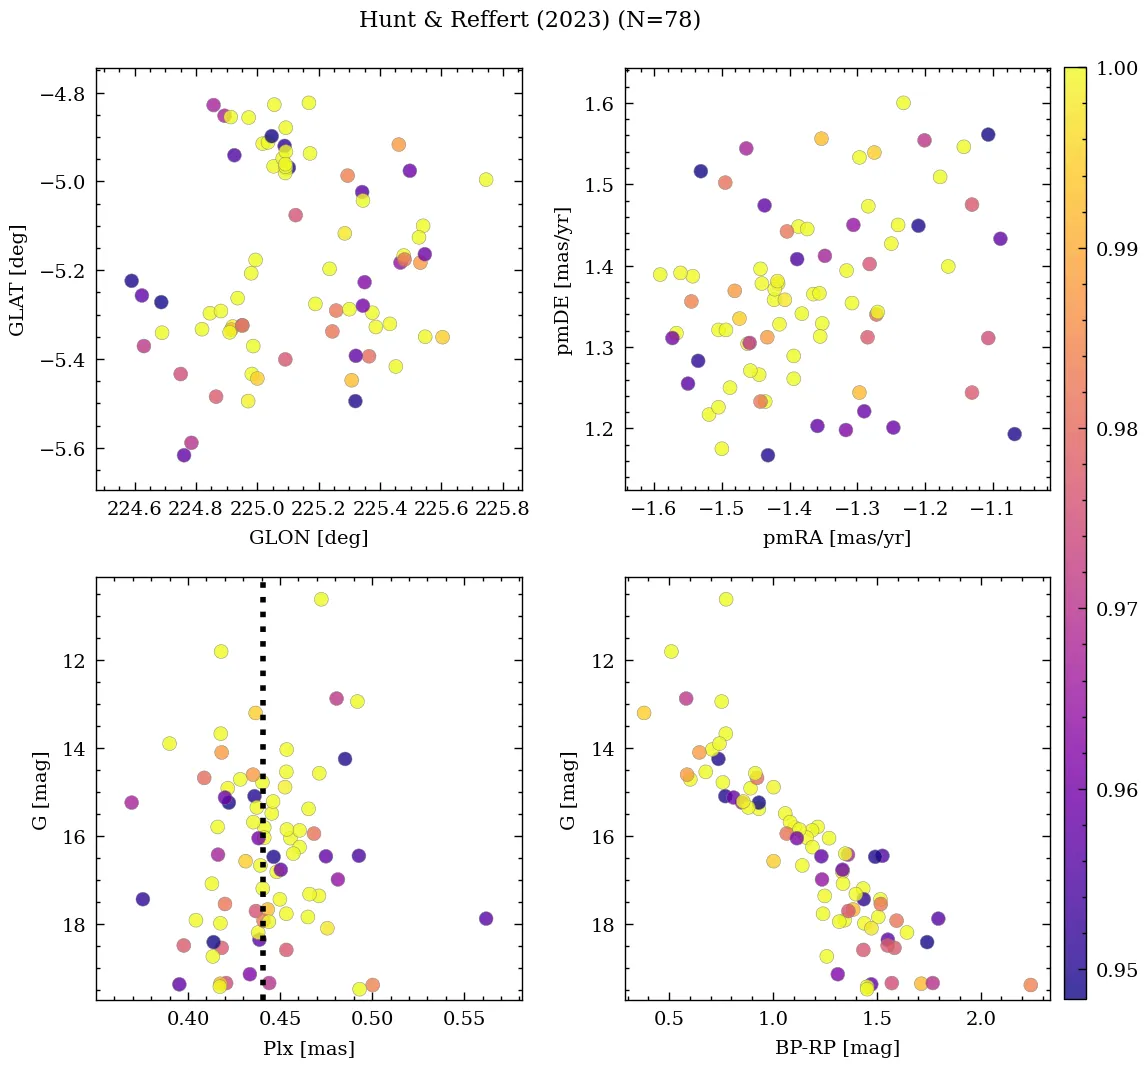 Hunt & Reffert (2023) (N=78)
−4.8
−5.0
−5.2
−5.4
−5.6
GLAT [deg]
224.6 224.8 225.0 225.2 225.4 225.6 225.8
GLON [deg]
1.6
1.5
1.4
1.3
1.2
pmDE [mas/yr]
−1.6 −1.5 −1.4 −1.3 −1.2 −1.1
pmRA [mas/yr]
12
14
16
18
G [mag]
0.40 0.45 0.50 0.55
Plx [mas]
12
14
16
18
G [mag]
0.5 1.0 1.5 2.0
BP-RP [mag]
1.00
0.99
0.98
0.97
0.96
0.95